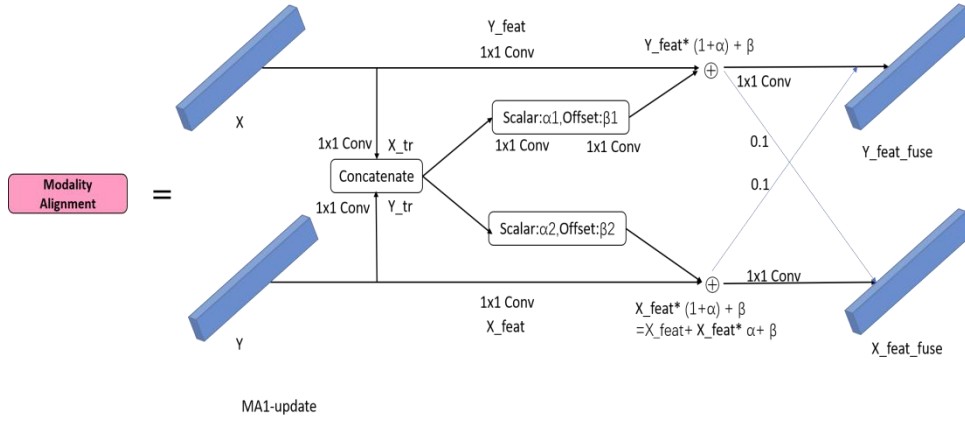 Y_feat
1x1 Conv
Y_feat* (1+α) + β
1x1 Conv
X
Scalar:α1,Offset:β1
1x1 Conv
1x1 Conv
1x1 Conv
X_tr
0.1
Y_feat_fuse
Modality
Alignment
=
Concatenate
0.1
1x1 Conv
Y_tr
Scalar:α2,Offset:β2
1x1 Conv
1x1 Conv
X_feat
X_feat* (1+α) + β
=X_feat+ X_feat* α+ β
Y
X_feat_fuse
MA1-update